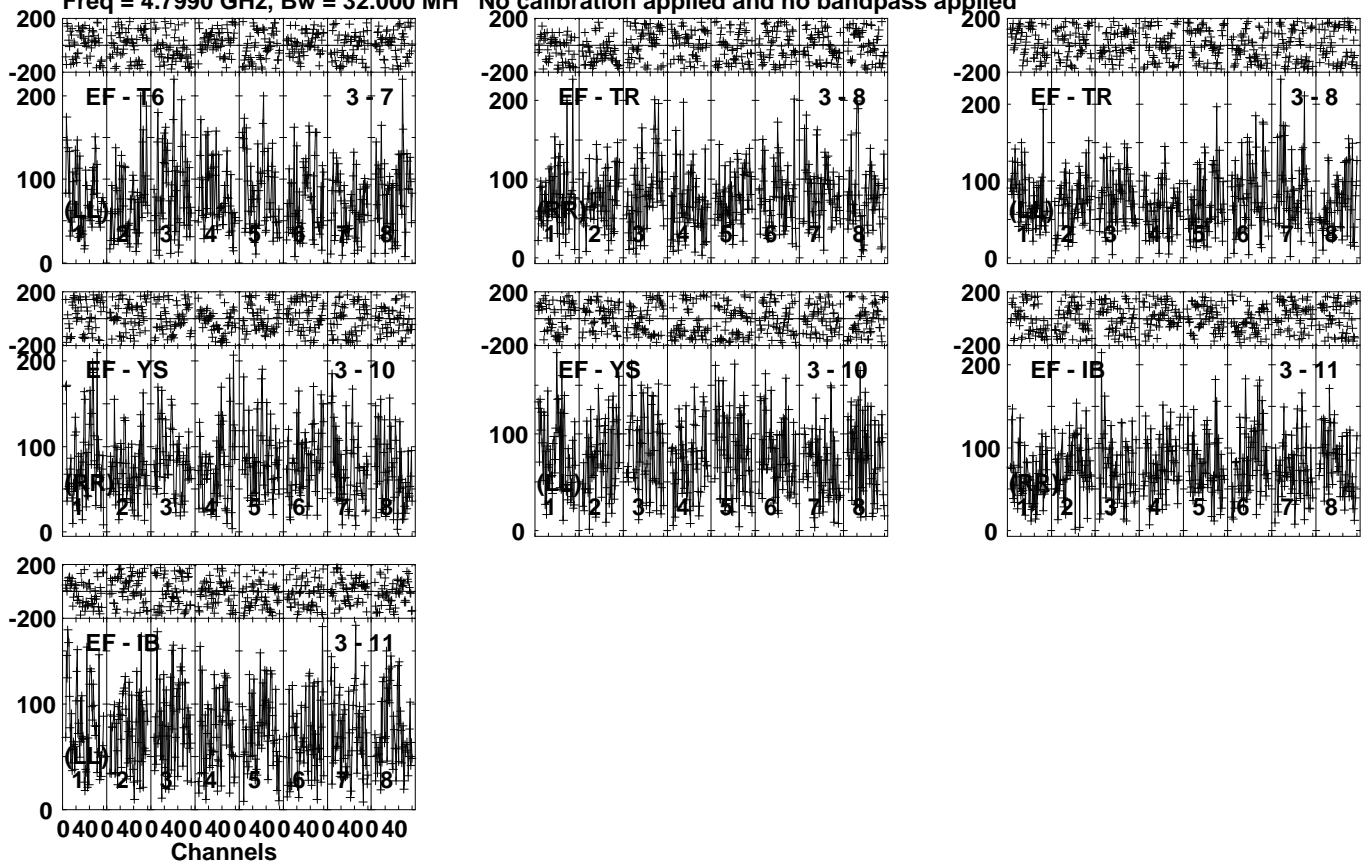 Freq = 4.7990 GHz, Bw = 32.000 MH No calibration applied and no bandpass applied
200 200 200
-200 -200 -200
200 EF - T6 3 - 7 200 EF - TR 3 - 8 200 EF - TR 3 - 8
100 100 100
(LL) (RR) (LL)
1 2 3 4 5 6 7 8 1 2 3 4 5 6 7 8 1 2 3 4 5 6 7 8
0 0 0
200 200 200
-200 -200 -200
200 EF - YS 3 - 10 EF - YS 3 - 10 200 EF - IB 3 - 11
100 100 100
(RR) (LL) (RR)
1 2 3 4 5 6 7 8 1 2 3 4 5 6 7 8 1 2 3 4 5 6 7 8
0 0 0
200
-200
EF - IB 3 - 11
100
(LL)
1 2 3 4 5 6 7 8
0
0 40 0 40 0 40 0 40 0 40 0 40 0 40 0 40
Channels